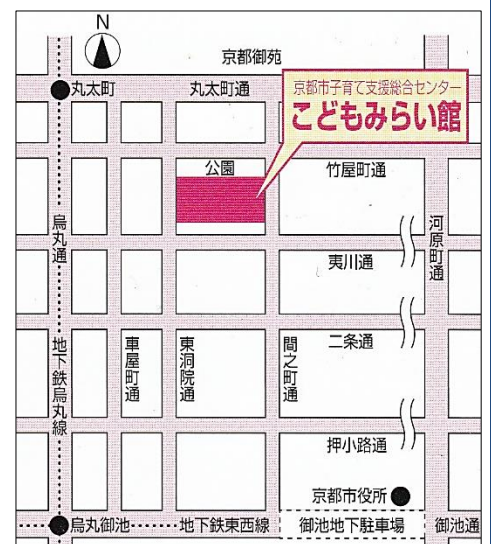 N
京都御苑
丸太町
丸太町通
京都市子育て支援総合センター
こどもみらい館
公園
竹屋町通
烏丸通
河原町通
夷川通
地下鉄烏丸線
車屋町通
東洞院通
間之町通
二条通
押小路通
京都市役所
烏丸御池
地下鉄東西線
御池地下駐車場
御池通